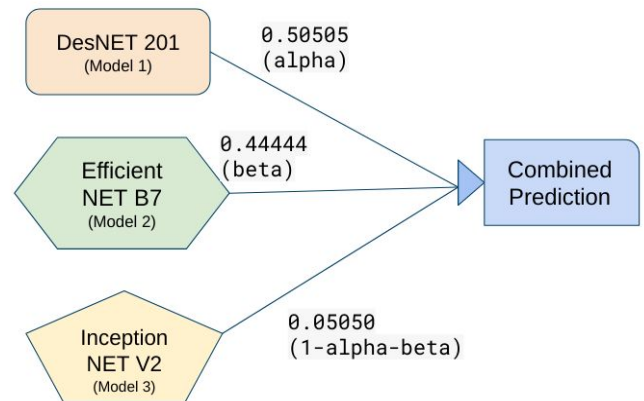 DesNET 201
(Model 1)
0.50505
(alpha)
Efficient
NET B7
(Model 2)
0.44444
(beta)
Combined
Prediction
Inception
NET V2
(Model 3)
0.05050
(1-alpha-beta)